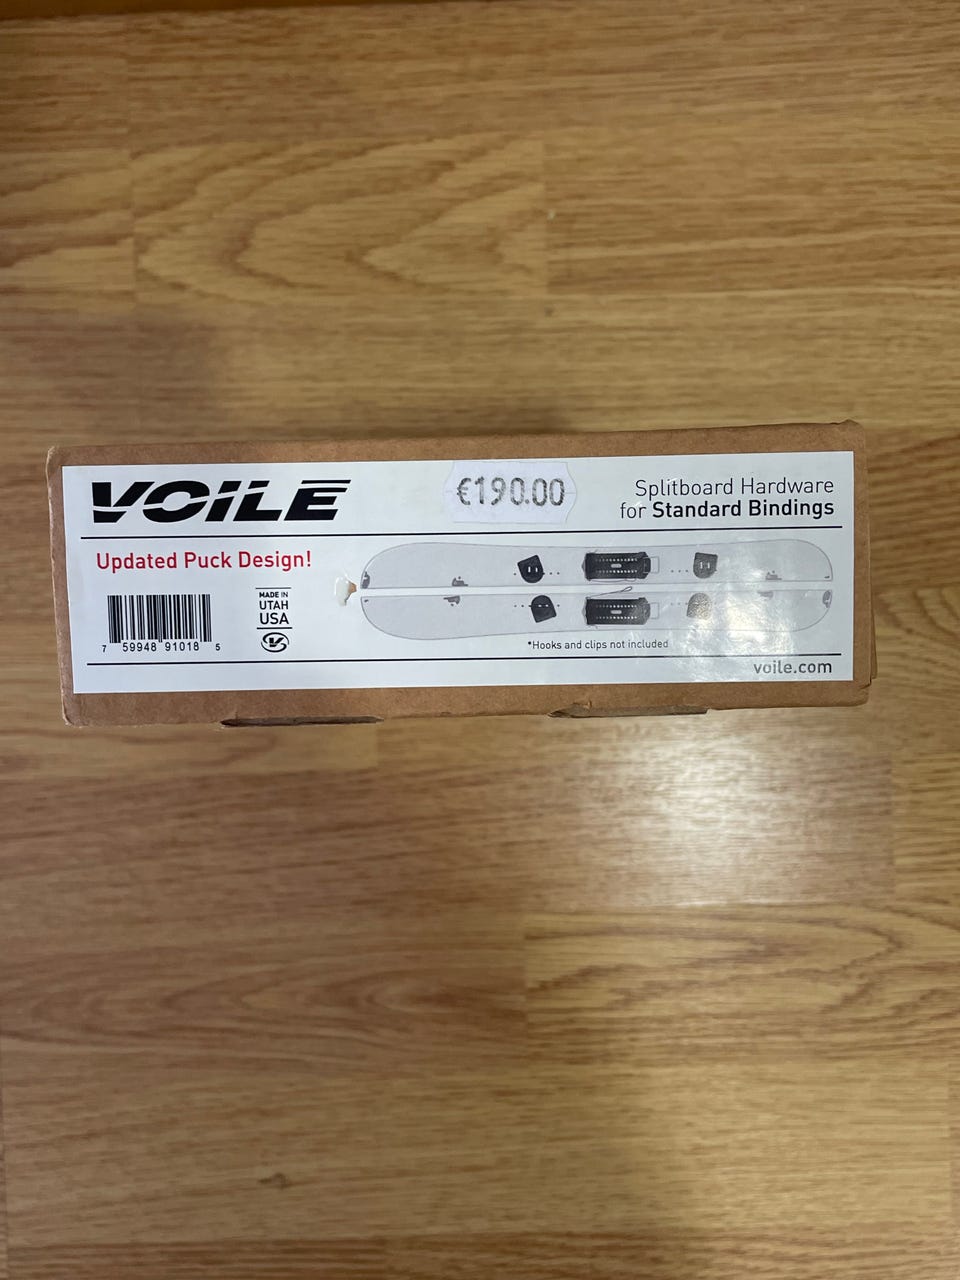 VOILÉ
€190.00
Splitboard Hardware
for Standard Bindings
Updated Puck Design!
MADE IN
UTAH
USA
7 59948 91018 5
*Hooks and clips not included
voile.com